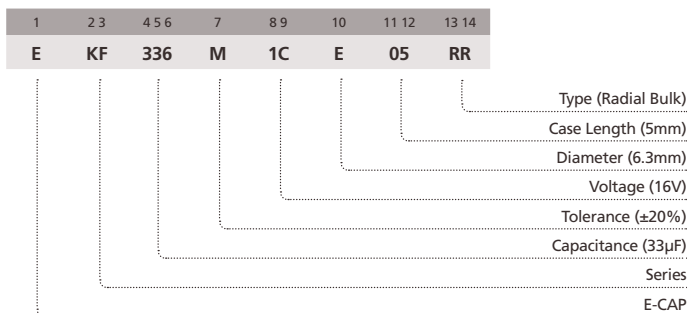 1 2 3 4 5 6 7 8 9 10 11 12 13 14
E KF 336 M 1C E 05 RR
Type (Radial Bulk)
Case Length (5mm)
Diameter (6.3mm)
Voltage (16V)
Tolerance (±20%)
Capacitance (33μF)
Series
E-CAP